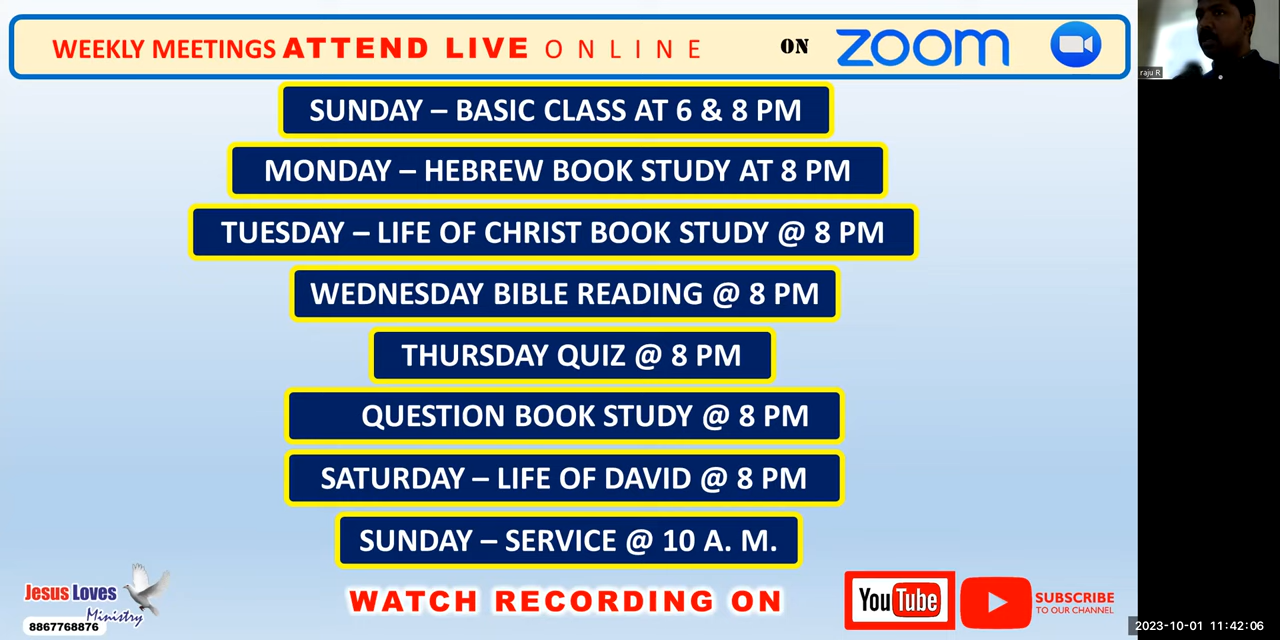 WEEKLY MEETINGS ATTEND LIVE ONLINE ON zoom
raju R
SUNDAY – BASIC CLASS AT 6 & 8 PM
MONDAY – HEBREW BOOK STUDY AT 8 PM
TUESDAY – LIFE OF CHRIST BOOK STUDY @ 8 PM
WEDNESDAY BIBLE READING @ 8 PM
THURSDAY QUIZ @ 8 PM
QUESTION BOOK STUDY @ 8 PM
SATURDAY – LIFE OF DAVID @ 8 PM
SUNDAY – SERVICE @ 10 A. M.
Jesus Loves
Ministry
8867768876
WATCH RECORDING ON
YouTube
SUBSCRIBE
TO OUR CHANNEL
2023-10-01 11:42:06